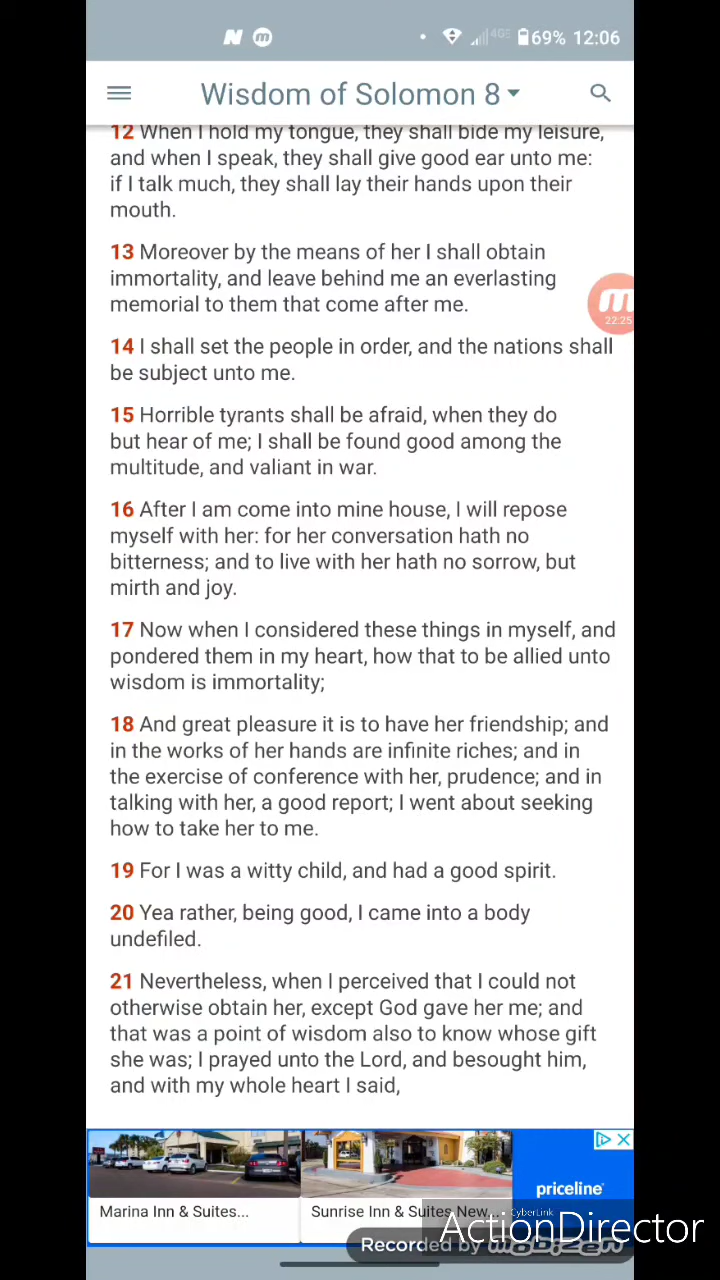 69% 12:06
Wisdom of Solomon 8
12 When I hold my tongue, they shall bide my leisure,
and when I speak, they shall give good ear unto me:
if I talk much, they shall lay their hands upon their
mouth.
13 Moreover by the means of her I shall obtain
immortality, and leave behind me an everlasting
memorial to them that come after me.
22:25
14 I shall set the people in order, and the nations shall
be subject unto me.
15 Horrible tyrants shall be afraid, when they do
but hear of me; I shall be found good among the
multitude, and valiant in war.
16 After I am come into mine house, I will repose
myself with her: for her conversation hath no
bitterness; and to live with her hath no sorrow, but
mirth and joy.
17 Now when I considered these things in myself, and
pondered them in my heart, how that to be allied unto
wisdom is immortality;
18 And great pleasure it is to have her friendship; and
in the works of her hands are infinite riches; and in
the exercise of conference with her, prudence; and in
talking with her, a good report; I went about seeking
how to take her to me.
19 For I was a witty child, and had a good spirit.
20 Yea rather, being good, I came into a body
undefiled.
21 Nevertheless, when I perceived that I could not
otherwise obtain her, except God gave her me; and
that was a point of wisdom also to know whose gift
she was; I prayed unto the Lord, and besought him,
and with my whole heart I said,
priceline
Marina Inn & Suites...
Sunrise Inn & Suites New...
CyberLink
ActionDirector
Recorded by mobizen